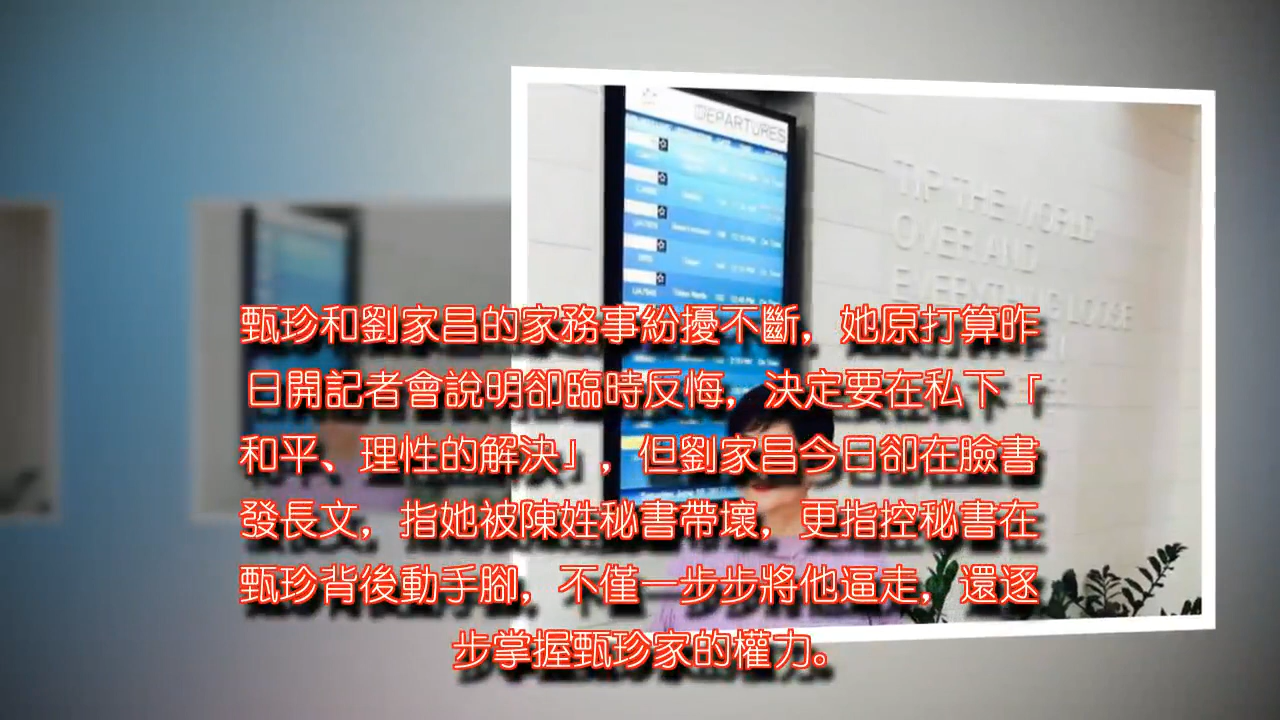 DEPARTURES
TIP THE WORLD
OVER AND
甄珍和劉家昌的家務事紛擾不斷，她原打算昨
日開記者會說明卻臨時反悔，決定要在私下「
和平、理性的解決」，但劉家昌今日卻在臉書
發長文，指她被陳姓秘書帶壞，更指控秘書在
甄珍背後動手腳，不僅一步步將他逼走，還逐
步掌握甄珍家的權力。